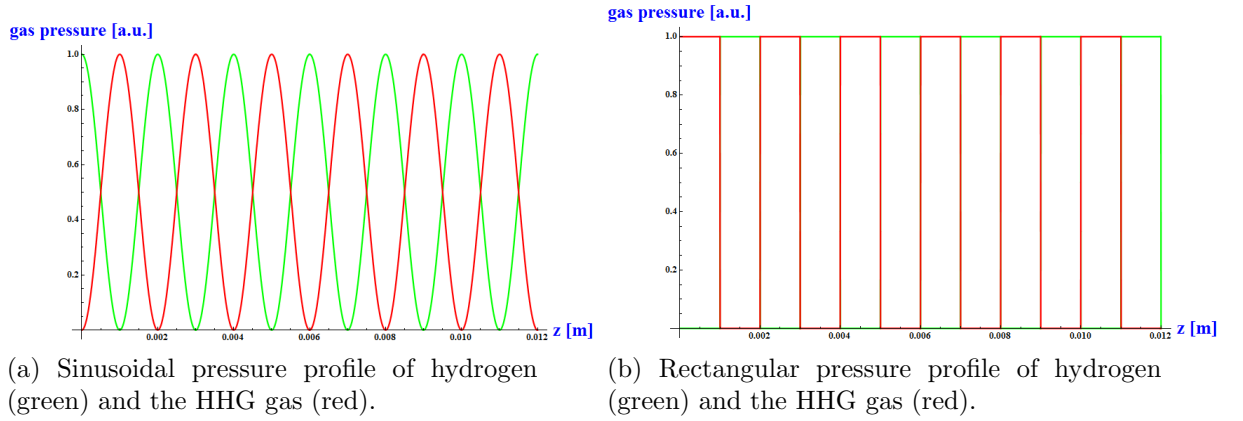 gas pressure [a.u.]
1.0
0.8
0.6
0.4
0.2
0.002
0.004
0.006
0.008
0.010
0.012
z [m]
(a) Sinusoidal pressure profile of hydrogen
(green) and the HHG gas (red).
gas pressure [a.u.]
1.0
0.8
0.6
0.4
0.2
0.002
0.004
0.006
0.008
0.010
0.012
z [m]
(b) Rectangular pressure profile of hydrogen
(green) and the HHG gas (red).